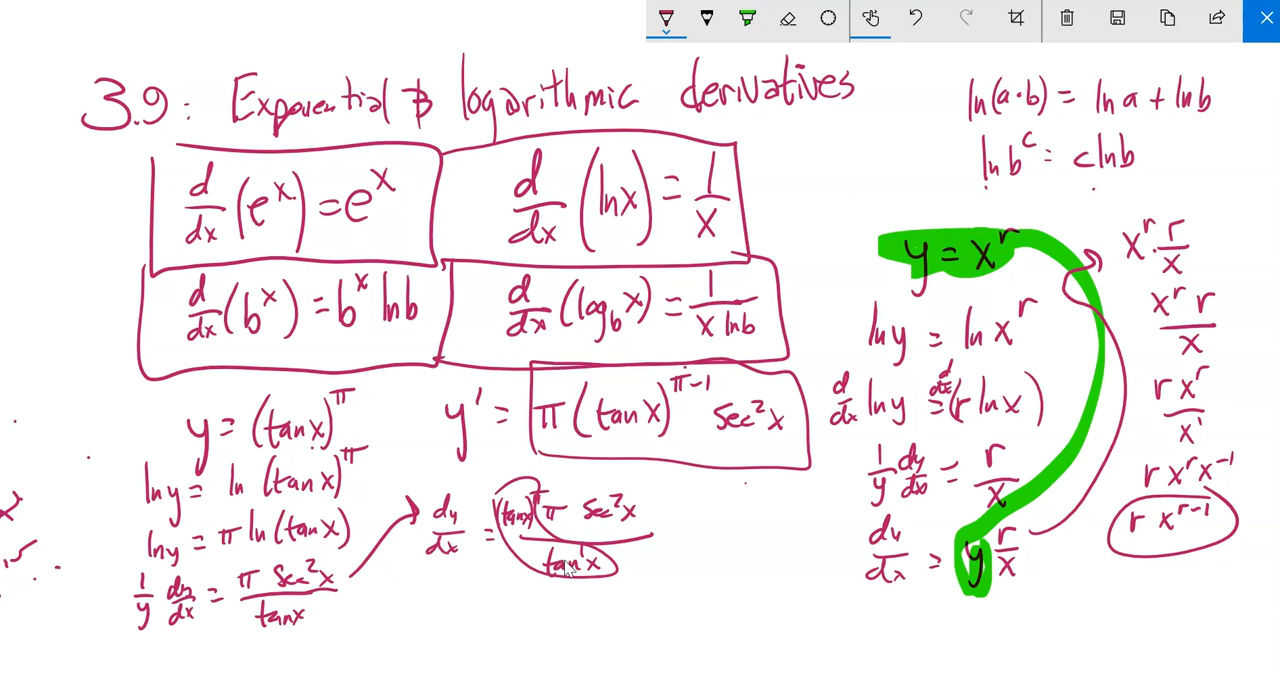 3.9: Exponential & logarithmic derivatives
d/dx (e^x) = e^x
d/dx (ln x) = 1/x
d/dx (b^x) = b^x ln b
d/dx (log_b x) = 1/(x ln b)
y = (tan x)^π
y' = π (tan x)^(π-1) sec²x
ln y = ln (tan x)^π
ln y = π ln (tan x)
1/y dy/dx = π sec²x / tan x
dy/dx = (tan x)^π π sec²x / tan^1 x
ln(a·b) = ln a + ln b
ln b^c = c ln b
y = x^r
ln y = ln x^r
d/dx ln y = d/dx (r ln x)
1/y dy/dx = r/x
dy/dx = y r/x
x^r · r/x
x^r r / x
r x^r / x^1
r x^r x^-1
r x^(r-1)